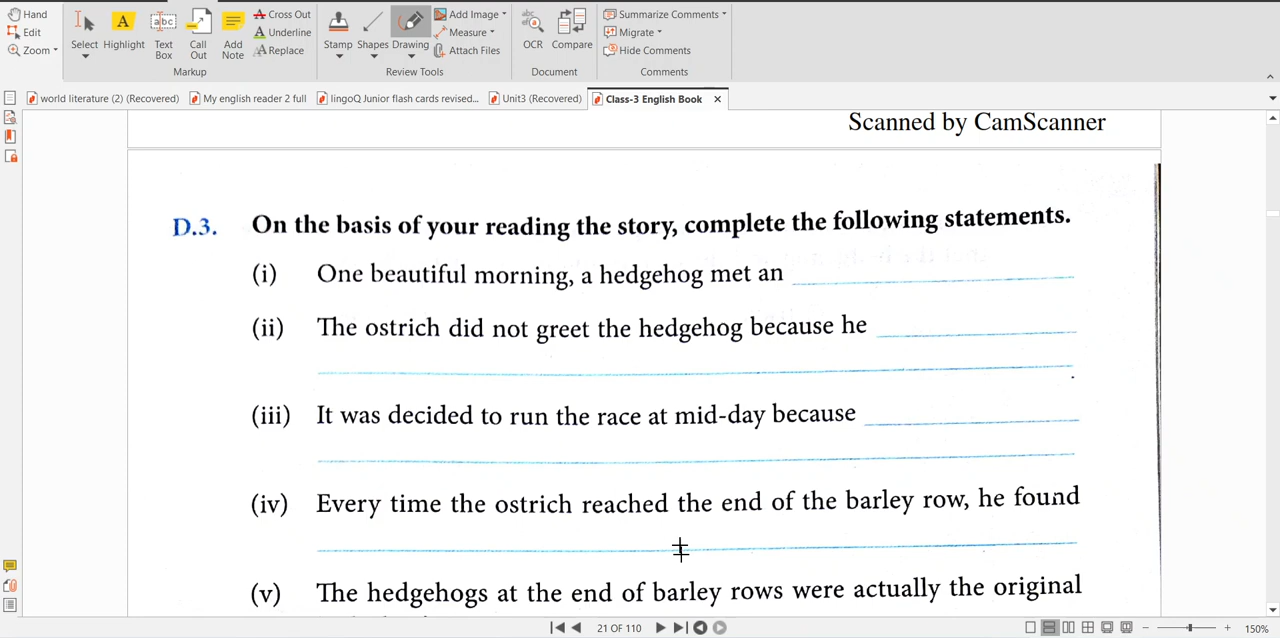 Hand
Edit
Zoom
Select
Highlight
Text Box
Call Out
Add Note
Cross Out
Underline
Replace
Markup
Stamp
Shapes
Drawing
Add Image
Measure
Attach Files
Review Tools
OCR
Compare
Document
Summarize Comments
Migrate
Hide Comments
Comments
world literature (2) (Recovered)
My english reader 2 full
lingoQ Junior flash cards revised...
Unit3 (Recovered)
Class-3 English Book
Scanned by CamScanner
D.3. On the basis of your reading the story, complete the following statements.
(i) One beautiful morning, a hedgehog met an
(ii) The ostrich did not greet the hedgehog because he
.
(iii) It was decided to run the race at mid-day because
(iv) Every time the ostrich reached the end of the barley row, he found
(v) The hedgehogs at the end of barley rows were actually the original
21 OF 110
150%